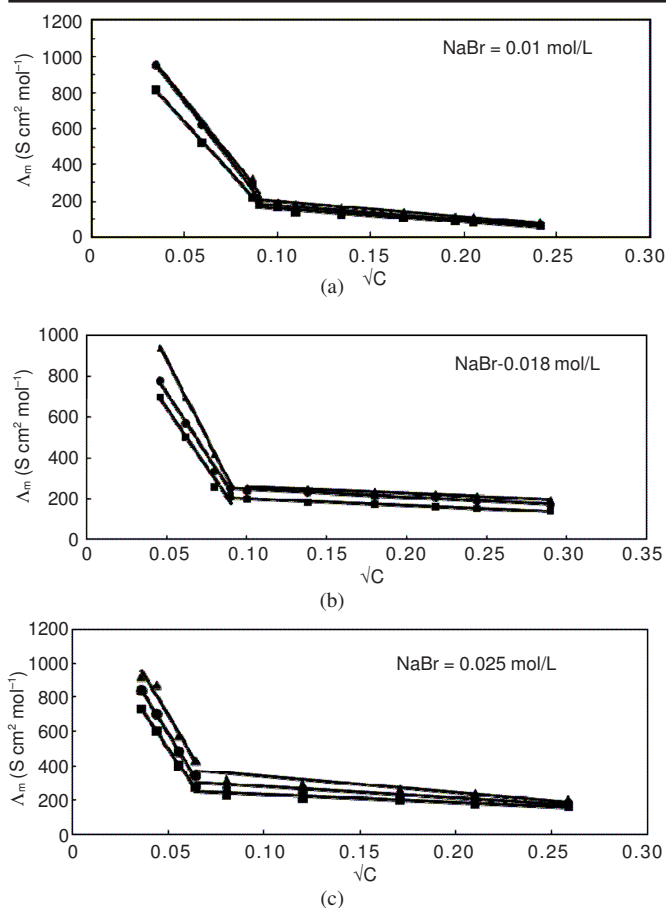 1200
NaBr = 0.01 mol/L
1000
800
600
400
200
0
Λm (S cm² mol⁻¹)
0 0.05 0.10 0.15 0.20 0.25 0.30
√C
(a)
1000
NaBr-0.018 mol/L
800
600
400
200
0
Λm (S cm² mol⁻¹)
0 0.05 0.10 0.15 0.20 0.25 0.30 0.35
√C
(b)
1200
NaBr = 0.025 mol/L
1000
800
600
400
200
0
Λm (S cm² mol⁻¹)
0 0.05 0.10 0.15 0.20 0.25 0.30
√C
(c)